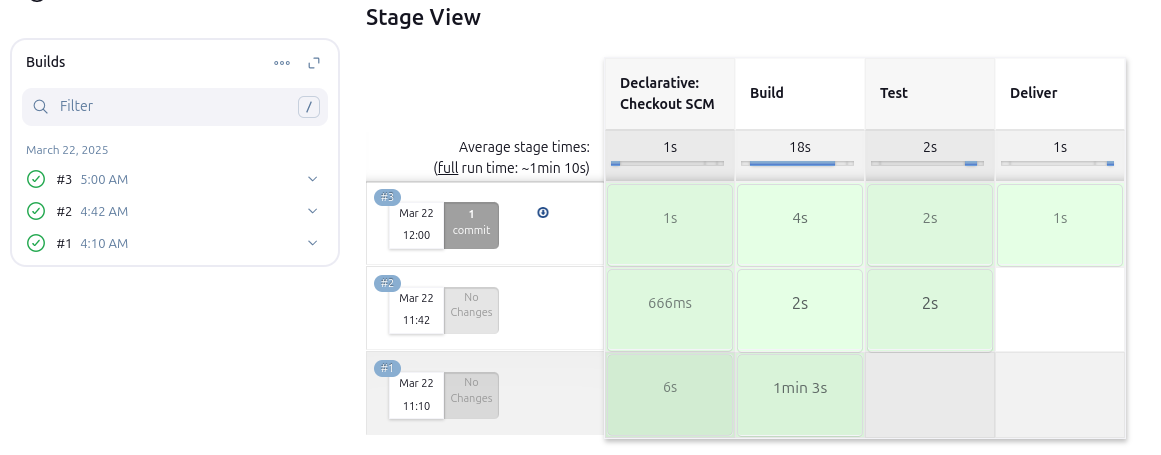 Stage View
Builds
Filter
/
March 22, 2025
#3 5:00 AM
#2 4:42 AM
#1 4:10 AM
Declarative:
Checkout SCM
Build
Test
Deliver
Average stage times:
(full run time: ~1min 10s)
1s
18s
2s
1s
#3
Mar 22
12:00
1
commit
1s
4s
2s
1s
#2
Mar 22
11:42
No
Changes
666ms
2s
2s
#1
Mar 22
11:10
No
Changes
6s
1min 3s